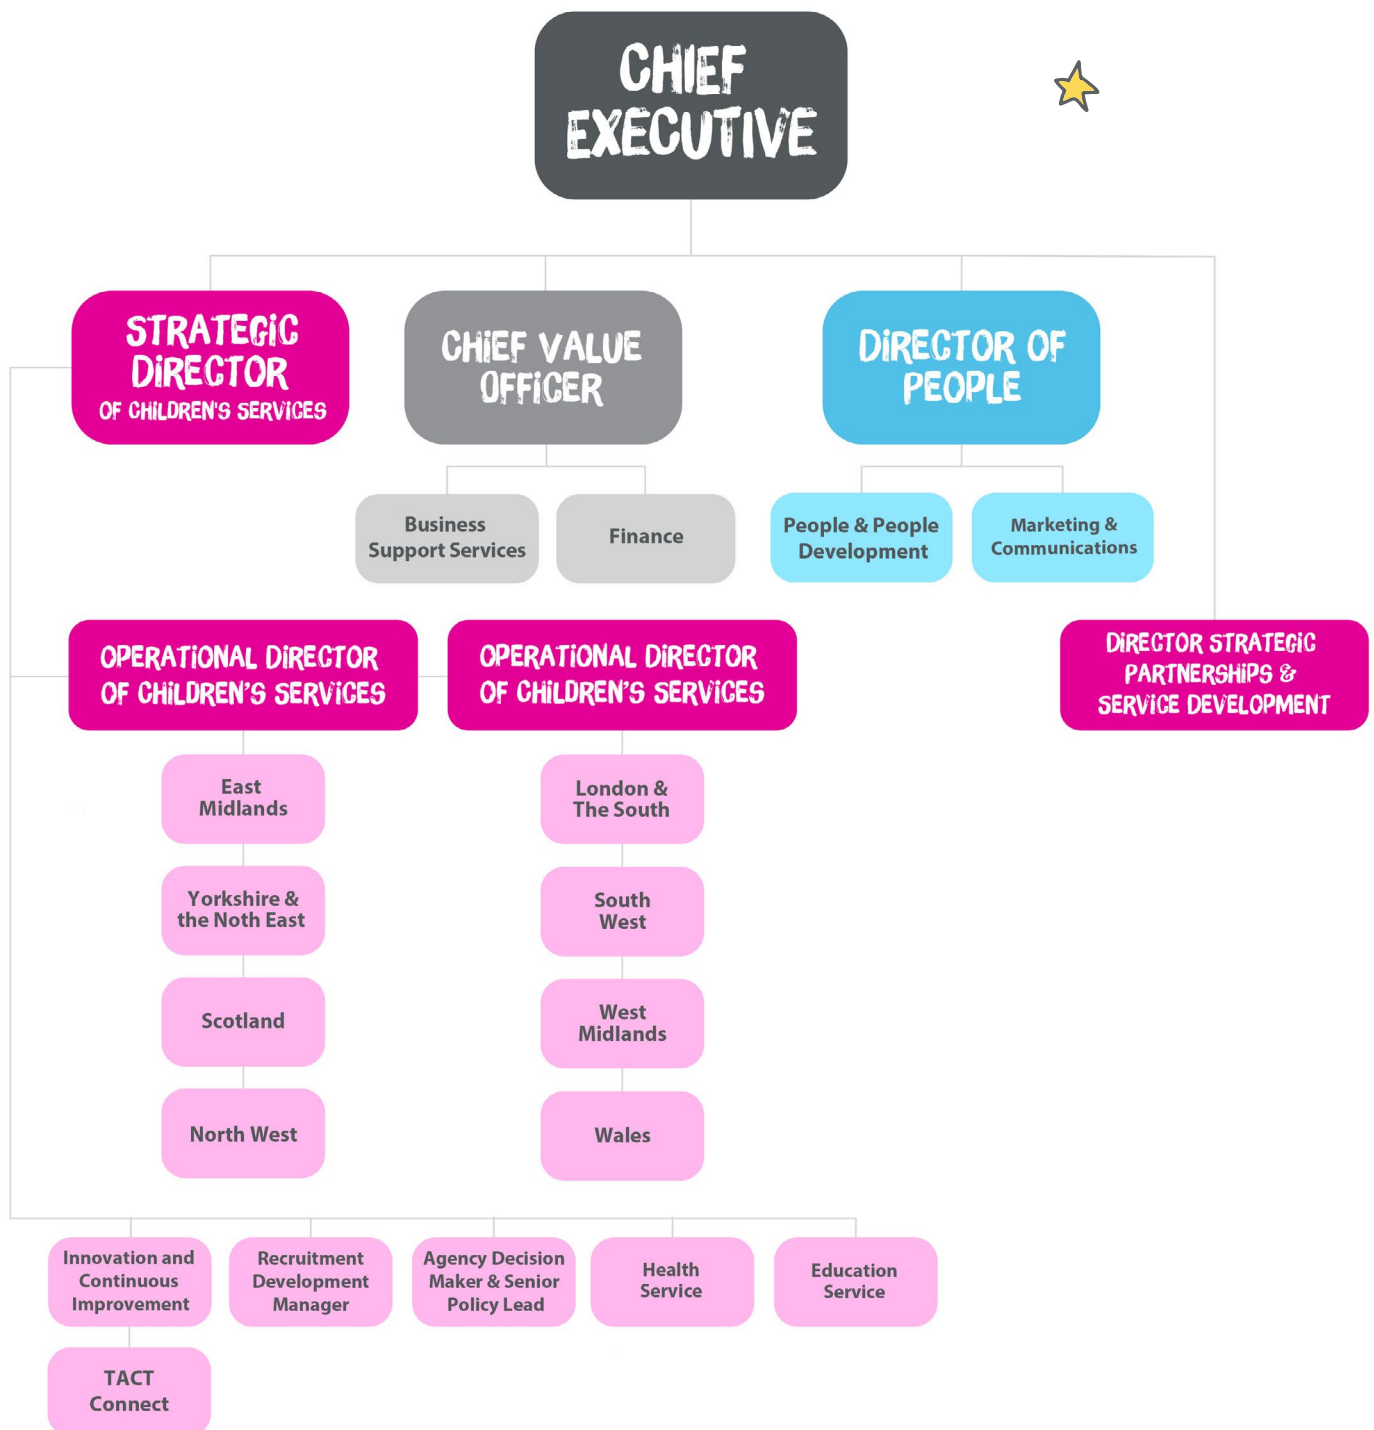 CHIEF
EXECUTIVE
STRATEGIC
DIRECTOR
OF CHILDREN'S SERVICES
CHIEF VALUE
OFFICER
DIRECTOR OF
PEOPLE
Business
Support Services
Finance
People & People
Development
Marketing &
Communications
OPERATIONAL DIRECTOR
OF CHILDREN'S SERVICES
OPERATIONAL DIRECTOR
OF CHILDREN'S SERVICES
DIRECTOR STRATEGIC
PARTNERSHIPS &
SERVICE DEVELOPMENT
East
Midlands
Yorkshire &
the Noth East
Scotland
North West
London &
The South
South
West
West
Midlands
Wales
Innovation and
Continuous
Improvement
Recruitment
Development
Manager
Agency Decision
Maker & Senior
Policy Lead
Health
Service
Education
Service
TACT
Connect